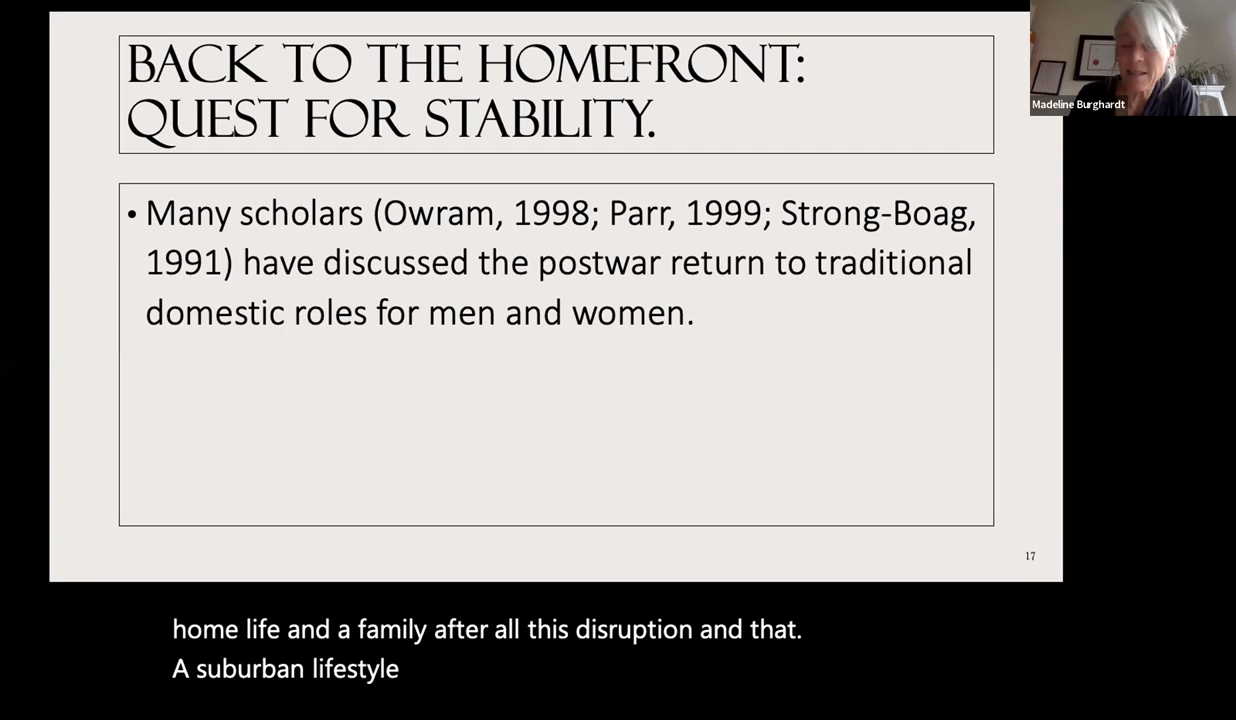 BACK TO THE HOMEFRONT:
QUEST FOR STABILITY.
Madeline Burghardt
• Many scholars (Owram, 1998; Parr, 1999; Strong-Boag,
1991) have discussed the postwar return to traditional
domestic roles for men and women.
17
home life and a family after all this disruption and that.
A suburban lifestyle